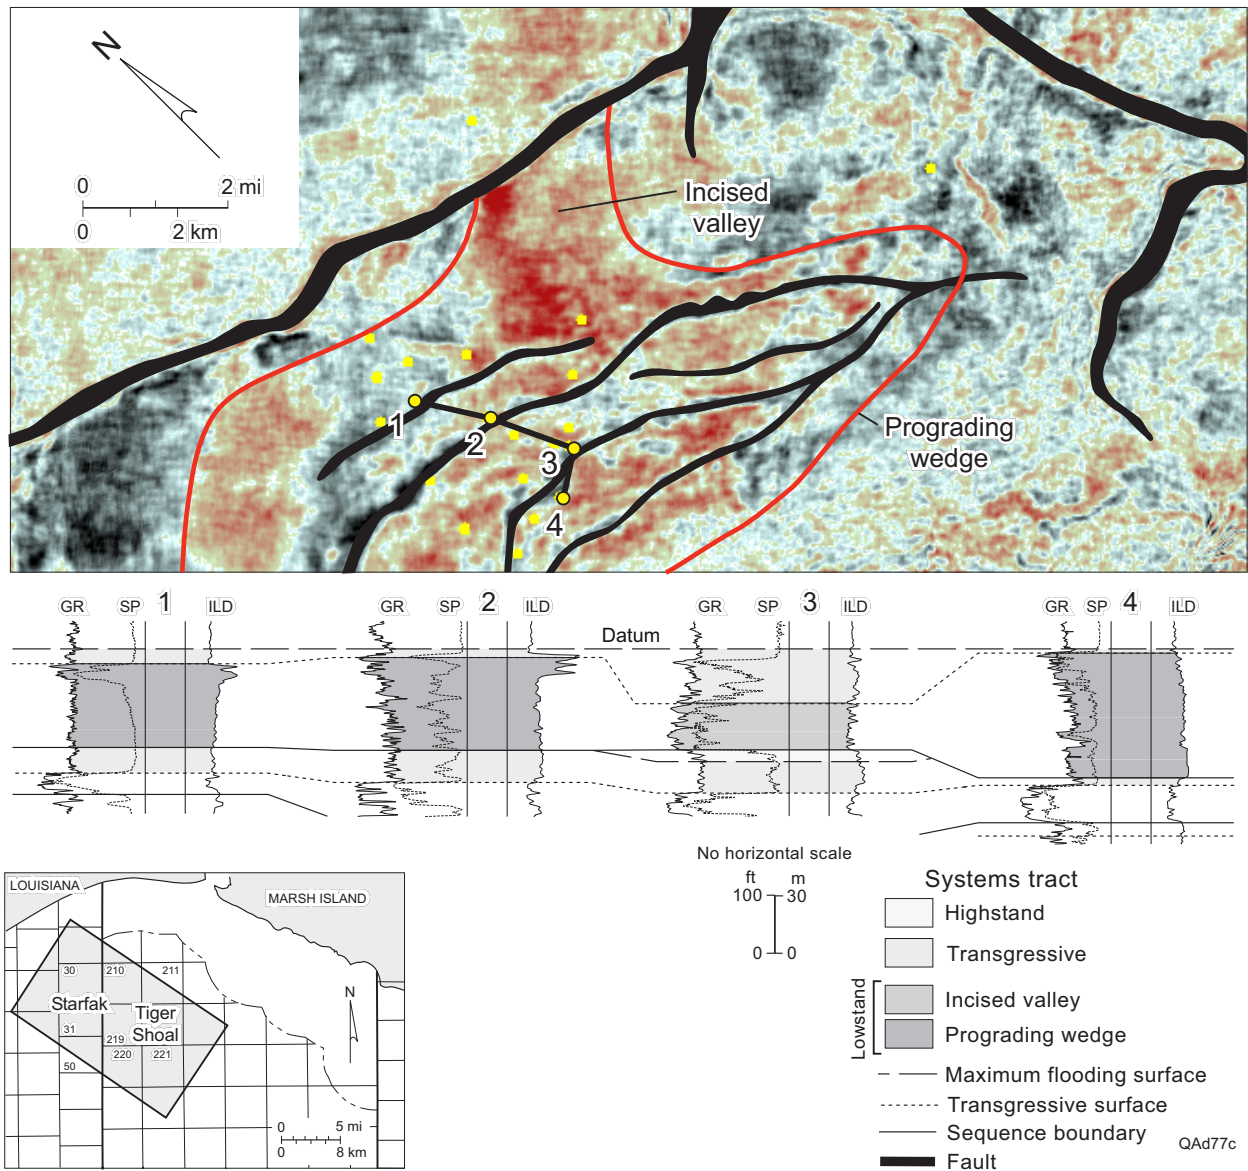 N
0 2 mi
0 2 km
Incised
valley
Prograding
wedge
1
2
3
4
GR SP 1 ILD
GR SP 2 ILD
Datum
GR SP 3 ILD
GR SP 4 ILD
No horizontal scale
ft m
100 30
0 0
LOUISIANA
MARSH ISLAND
30 210 211
Starfak
Tiger
Shoal
31
219
220 221
50
N
0 5 mi
0 8 km
Systems tract
Highstand
Transgressive
Lowstand
Incised valley
Prograding wedge
Maximum flooding surface
Transgressive surface
Sequence boundary
Fault
QAd77c